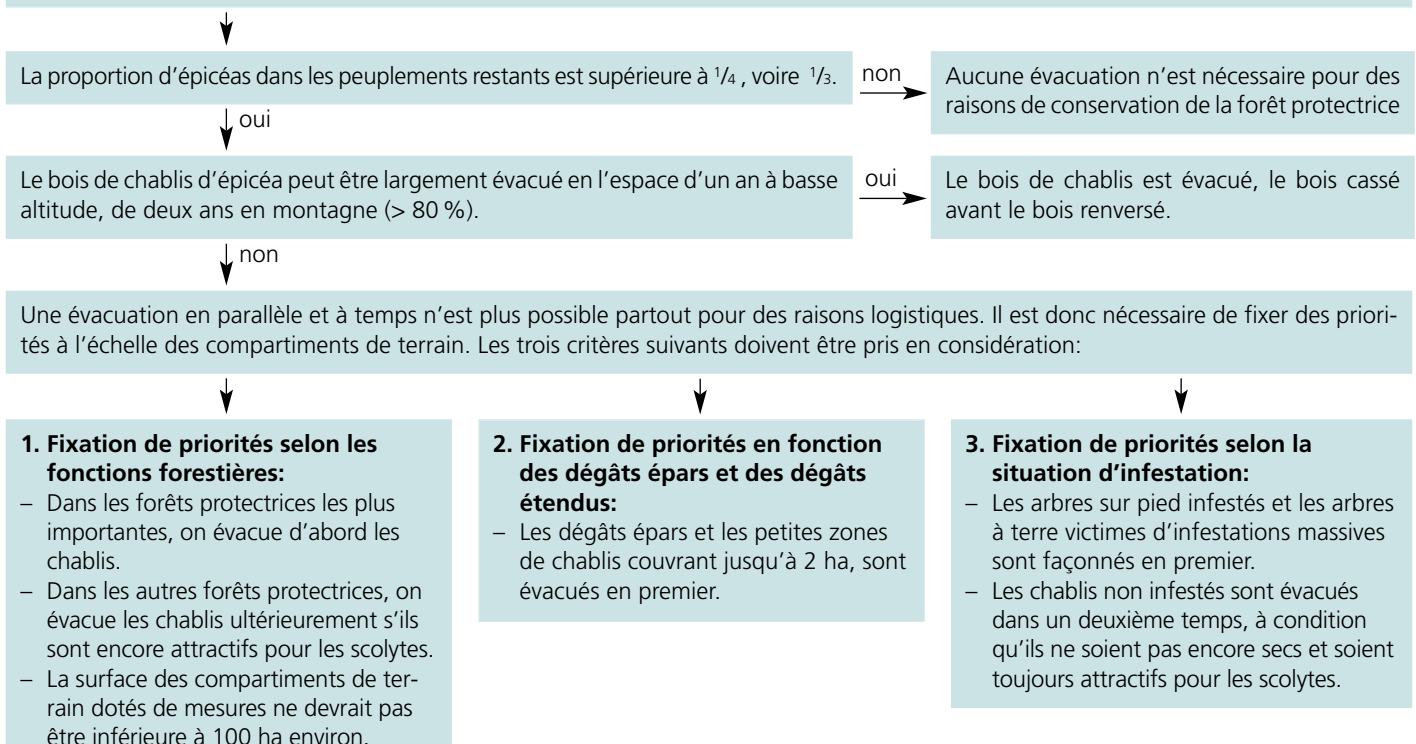 La proportion d'épicéas dans les peuplements restants est supérieure à 1/4 , voire 1/3.
non
Aucune évacuation n'est nécessaire pour des
raisons de conservation de la forêt protectrice
oui
Le bois de chablis d'épicéa peut être largement évacué en l'espace d'un an à basse
altitude, de deux ans en montagne (> 80 %).
oui
Le bois de chablis est évacué, le bois cassé
avant le bois renversé.
non
Une évacuation en parallèle et à temps n'est plus possible partout pour des raisons logistiques. Il est donc nécessaire de fixer des priori-
tés à l'échelle des compartiments de terrain. Les trois critères suivants doivent être pris en considération:
1. Fixation de priorités selon les
fonctions forestières:
– Dans les forêts protectrices les plus
importantes, on évacue d'abord les
chablis.
– Dans les autres forêts protectrices, on
évacue les chablis ultérieurement s'ils
sont encore attractifs pour les scolytes.
– La surface des compartiments de ter-
rain dotés de mesures ne devrait pas
être inférieure à 100 ha environ.
2. Fixation de priorités en fonction
des dégâts épars et des dégâts
étendus:
– Les dégâts épars et les petites zones
de chablis couvrant jusqu'à 2 ha, sont
évacués en premier.
3. Fixation de priorités selon la
situation d'infestation:
– Les arbres sur pied infestés et les arbres
à terre victimes d'infestations massives
sont façonnés en premier.
– Les chablis non infestés sont évacués
dans un deuxième temps, à condition
qu'ils ne soient pas encore secs et soient
toujours attractifs pour les scolytes.